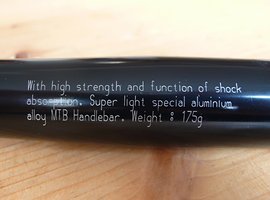 With high strength and function of shock
absorption. Super light special aluminium
alloy MTB Handlebar. Weight : 175g